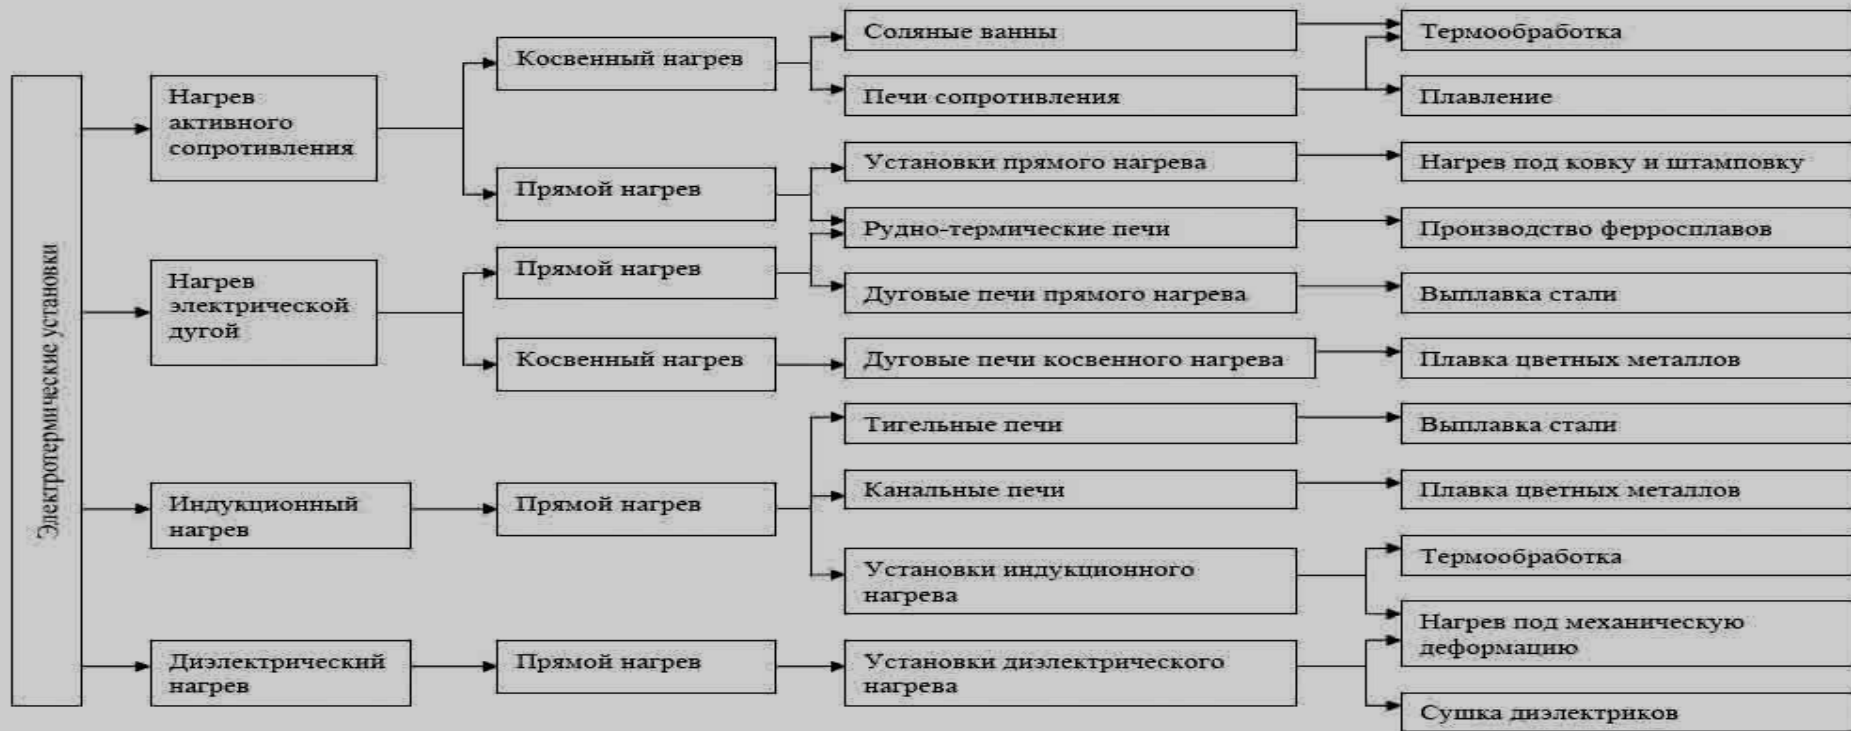 Электротермические установки
Нагрев
активного
сопротивления
Нагрев
электрической
дугой
Индукционный
нагрев
Диэлектрический
нагрев
Косвенный нагрев
Прямой нагрев
Прямой нагрев
Косвенный нагрев
Прямой нагрев
Прямой нагрев
Соляные ванны
Печи сопротивления
Установки прямого нагрева
Рудно-термические печи
Дуговые печи прямого нагрева
Дуговые печи косвенного нагрева
Тигельные печи
Канальные печи
Установки индукционного
нагрева
Установки диэлектрического
нагрева
Термообработка
Плавление
Нагрев под ковку и штамповку
Производство ферросплавов
Выплавка стали
Плавка цветных металлов
Выплавка стали
Плавка цветных металлов
Термообработка
Нагрев под механическую
деформацию
Сушка диэлектриков